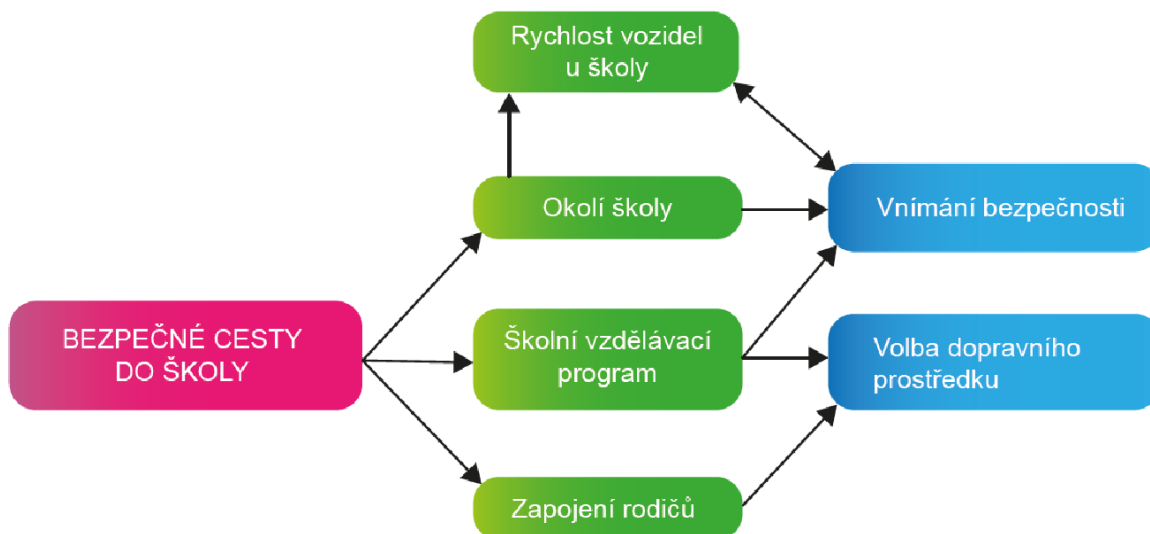 Rychlost vozidel
u školy
Okolí školy
Vnímání bezpečnosti
BEZPEČNÉ CESTY
DO ŠKOLY
Školní vzdělávací
program
Volba dopravního
prostředku
Zapojení rodičů